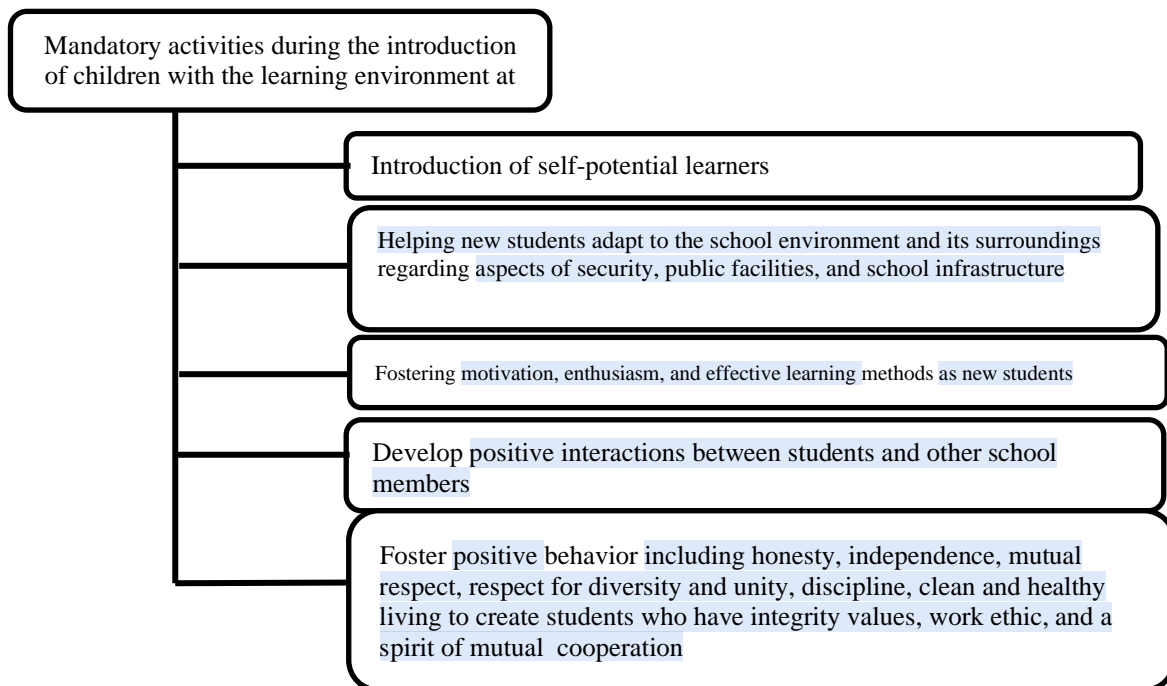 Mandatory activities during the introduction
of children with the learning environment at
Introduction of self-potential learners
Helping new students adapt to the school environment and its surroundings
regarding aspects of security, public facilities, and school infrastructure
Fostering motivation, enthusiasm, and effective learning methods as new students
Develop positive interactions between students and other school
members
Foster positive behavior including honesty, independence, mutual
respect, respect for diversity and unity, discipline, clean and healthy
living to create students who have integrity values, work ethic, and a
spirit of mutual cooperation